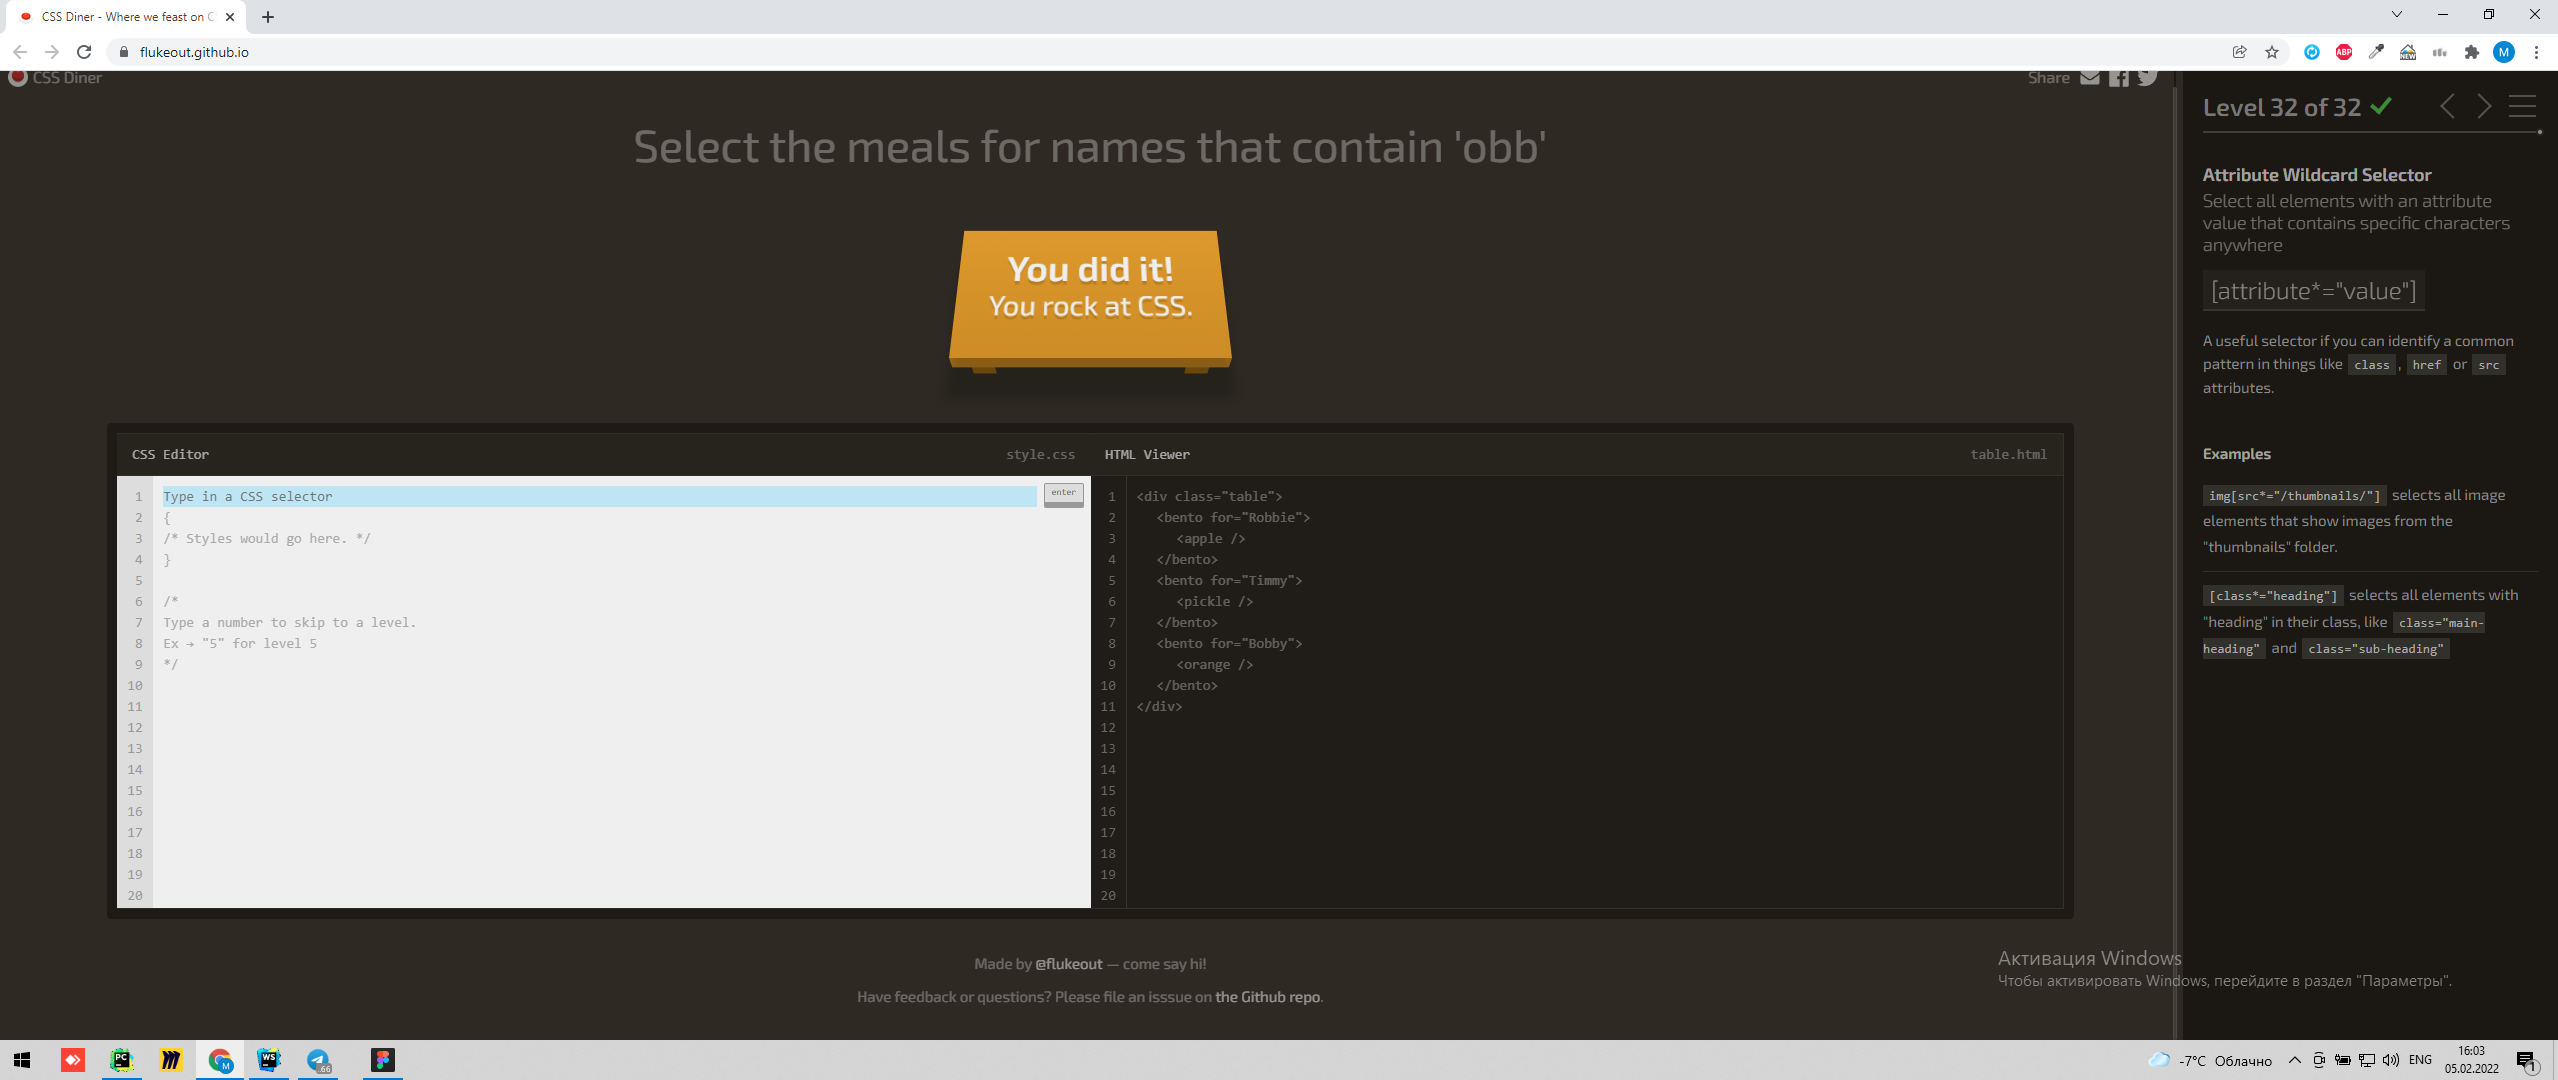 CSS Diner - Where we feast on C
flukeout.github.io
ABP
NEW
M
CSS Diner
Share
Level 32 of 32
Select the meals for names that contain 'obb'
You did it!
You rock at CSS.
Attribute Wildcard Selector
Select all elements with an attribute
value that contains specific characters
anywhere
[attribute*="value"]
A useful selector if you can identify a common
pattern in things like class, href or src
attributes.
Examples
img[src*="/thumbnails/"] selects all image
elements that show images from the
"thumbnails" folder.
[class*="heading"] selects all elements with
"heading" in their class, like class="main-
heading" and class="sub-heading"
CSS Editor
style.css
1 Type in a CSS selector
enter
2 {
3 /* Styles would go here. */
4 }
5
6 /*
7 Type a number to skip to a level.
8 Ex → "5" for level 5
9 */
10
11
12
13
14
15
16
17
18
19
20
HTML Viewer
table.html
1 <div class="table">
2 <bento for="Robbie">
3 <apple />
4 </bento>
5 <bento for="Timmy">
6 <pickle />
7 </bento>
8 <bento for="Bobby">
9 <orange />
10 </bento>
11 </div>
12
13
14
15
16
17
18
19
20
Made by @flukeout — come say hi!
Have feedback or questions? Please file an isssue on the Github repo.
Активация Windows
Чтобы активировать Windows, перейдите в раздел "Параметры".
PC
M
WS
.66
-7°C Облачно
ENG
16:03
05.02.2022
1